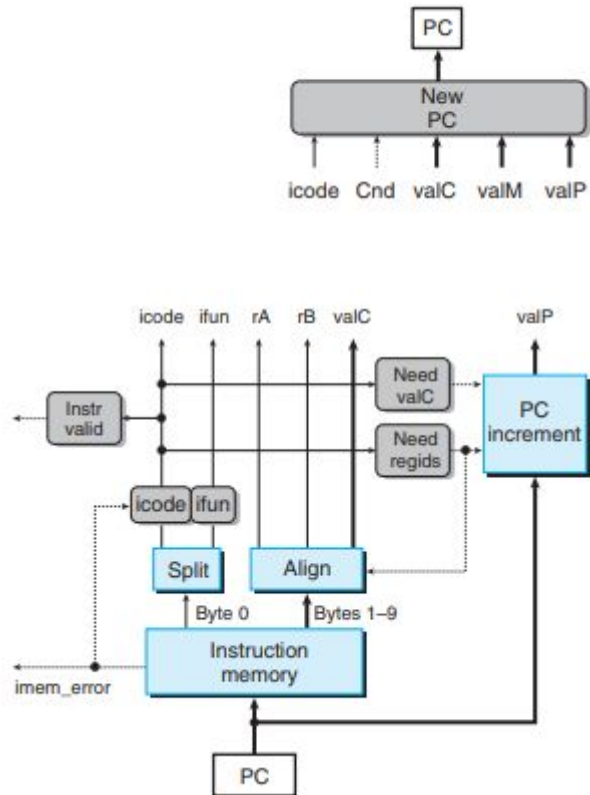 PC
New
PC
icode Cnd valC valM valP
icode ifun rA rB valC valP
Need
valC
Instr
valid
PC
increment
Need
regids
icode ifun
Split Align
Byte 0 Bytes 1–9
Instruction
memory
imem_error
PC